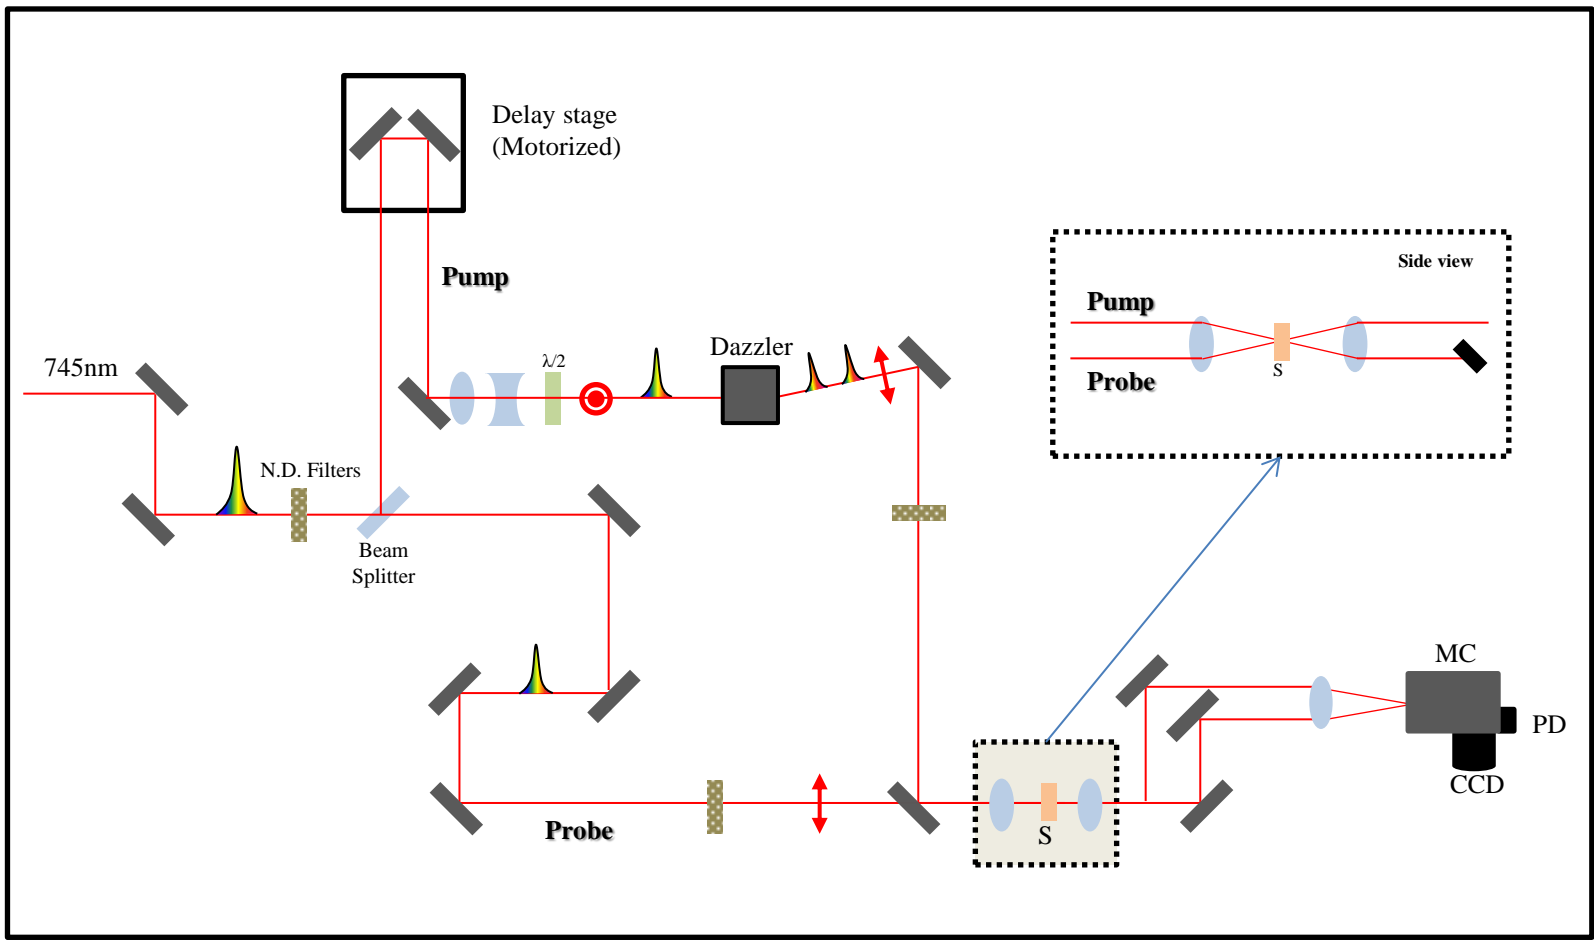 Delay stage
(Motorized)
Pump
Side view
Pump
Probe
S
745nm
λ/2
Dazzler
N.D. Filters
Beam
Splitter
MC
PD
CCD
Probe
S